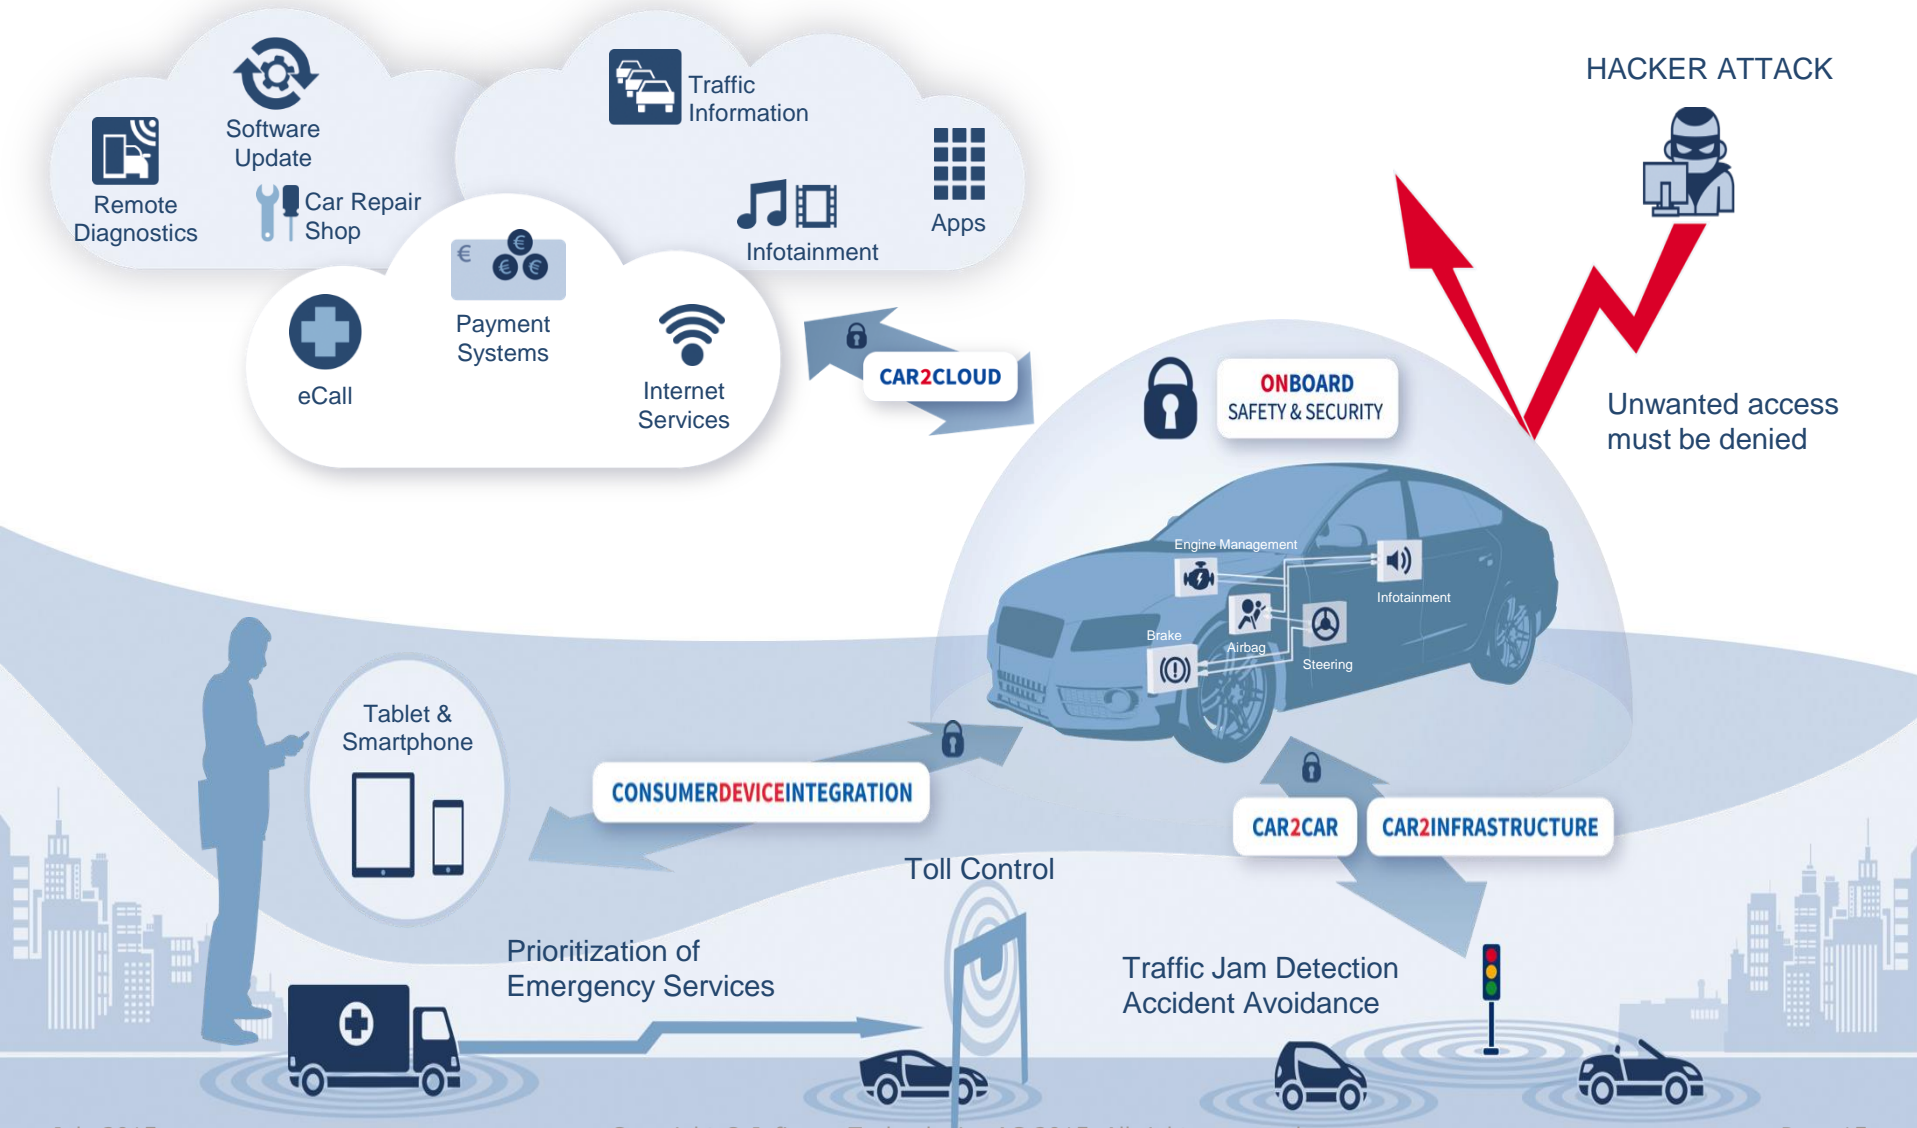 Software
Update
Remote
Diagnostics
Car Repair
Shop
Traffic
Information
Infotainment
Apps
eCall
€
€
€ €
Payment
Systems
Internet
Services
CAR2CLOUD
HACKER ATTACK
Unwanted access
must be denied
ONBOARD
SAFETY & SECURITY
Engine Management
Infotainment
Brake
Airbag
Steering
Tablet &
Smartphone
CONSUMERDEVICEINTEGRATION
CAR2CAR
CAR2INFRASTRUCTURE
Toll Control
Prioritization of
Emergency Services
Traffic Jam Detection
Accident Avoidance